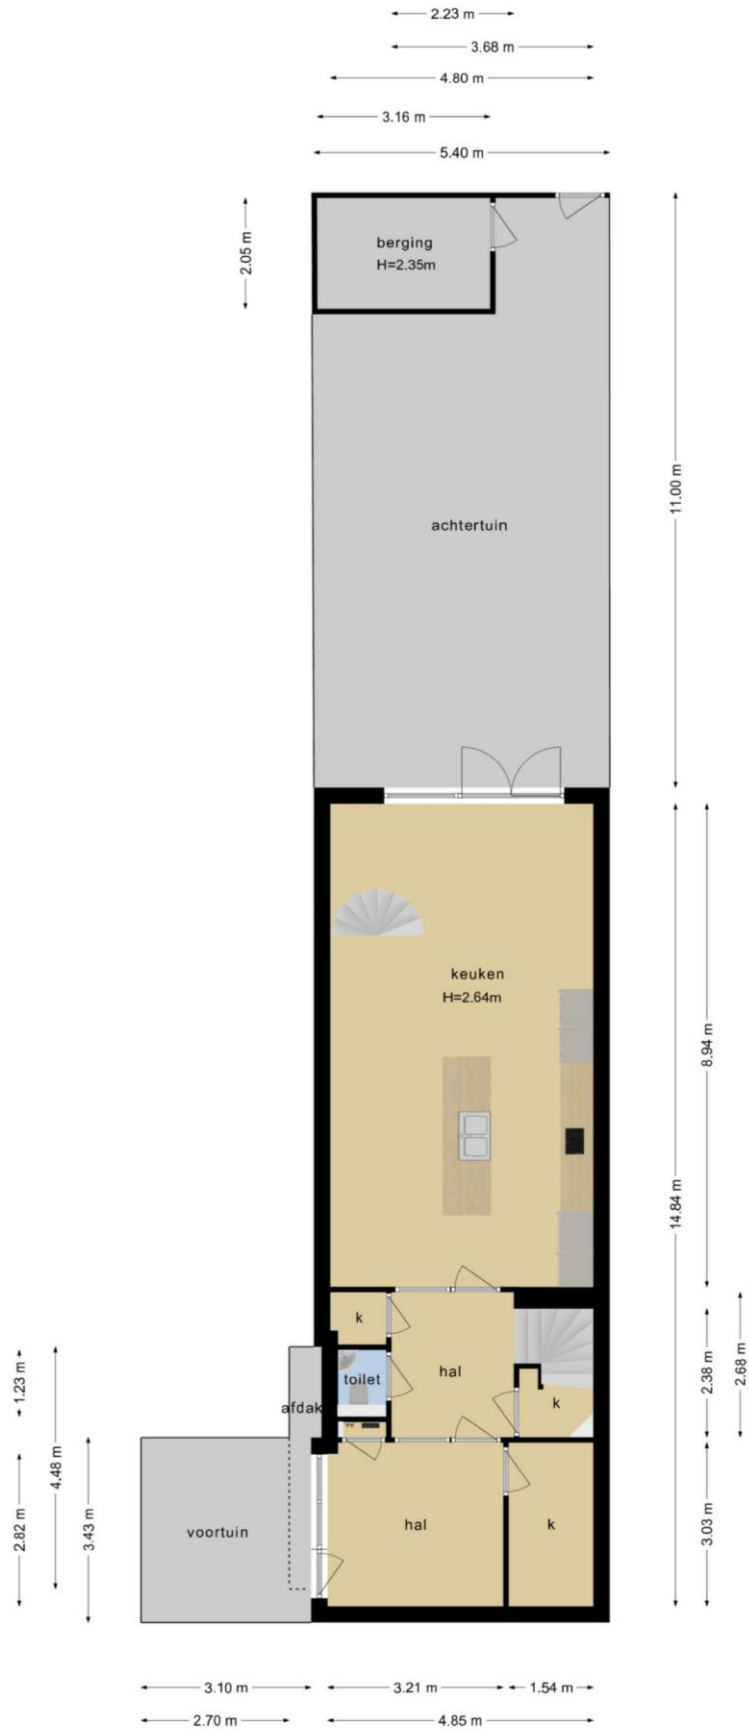 2.23 m
3.68 m
4.80 m
3.16 m
5.40 m
2.05 m
berging
H=2.35m
11.00 m
achtertuin
keuken
H=2.64m
8.94 m
14.84 m
k
hal
toilet
k
afdak
2.38 m
2.68 m
1.23 m
4.48 m
2.82 m
3.43 m
voortuin
hal
k
3.03 m
3.10 m
3.21 m
1.54 m
2.70 m
4.85 m